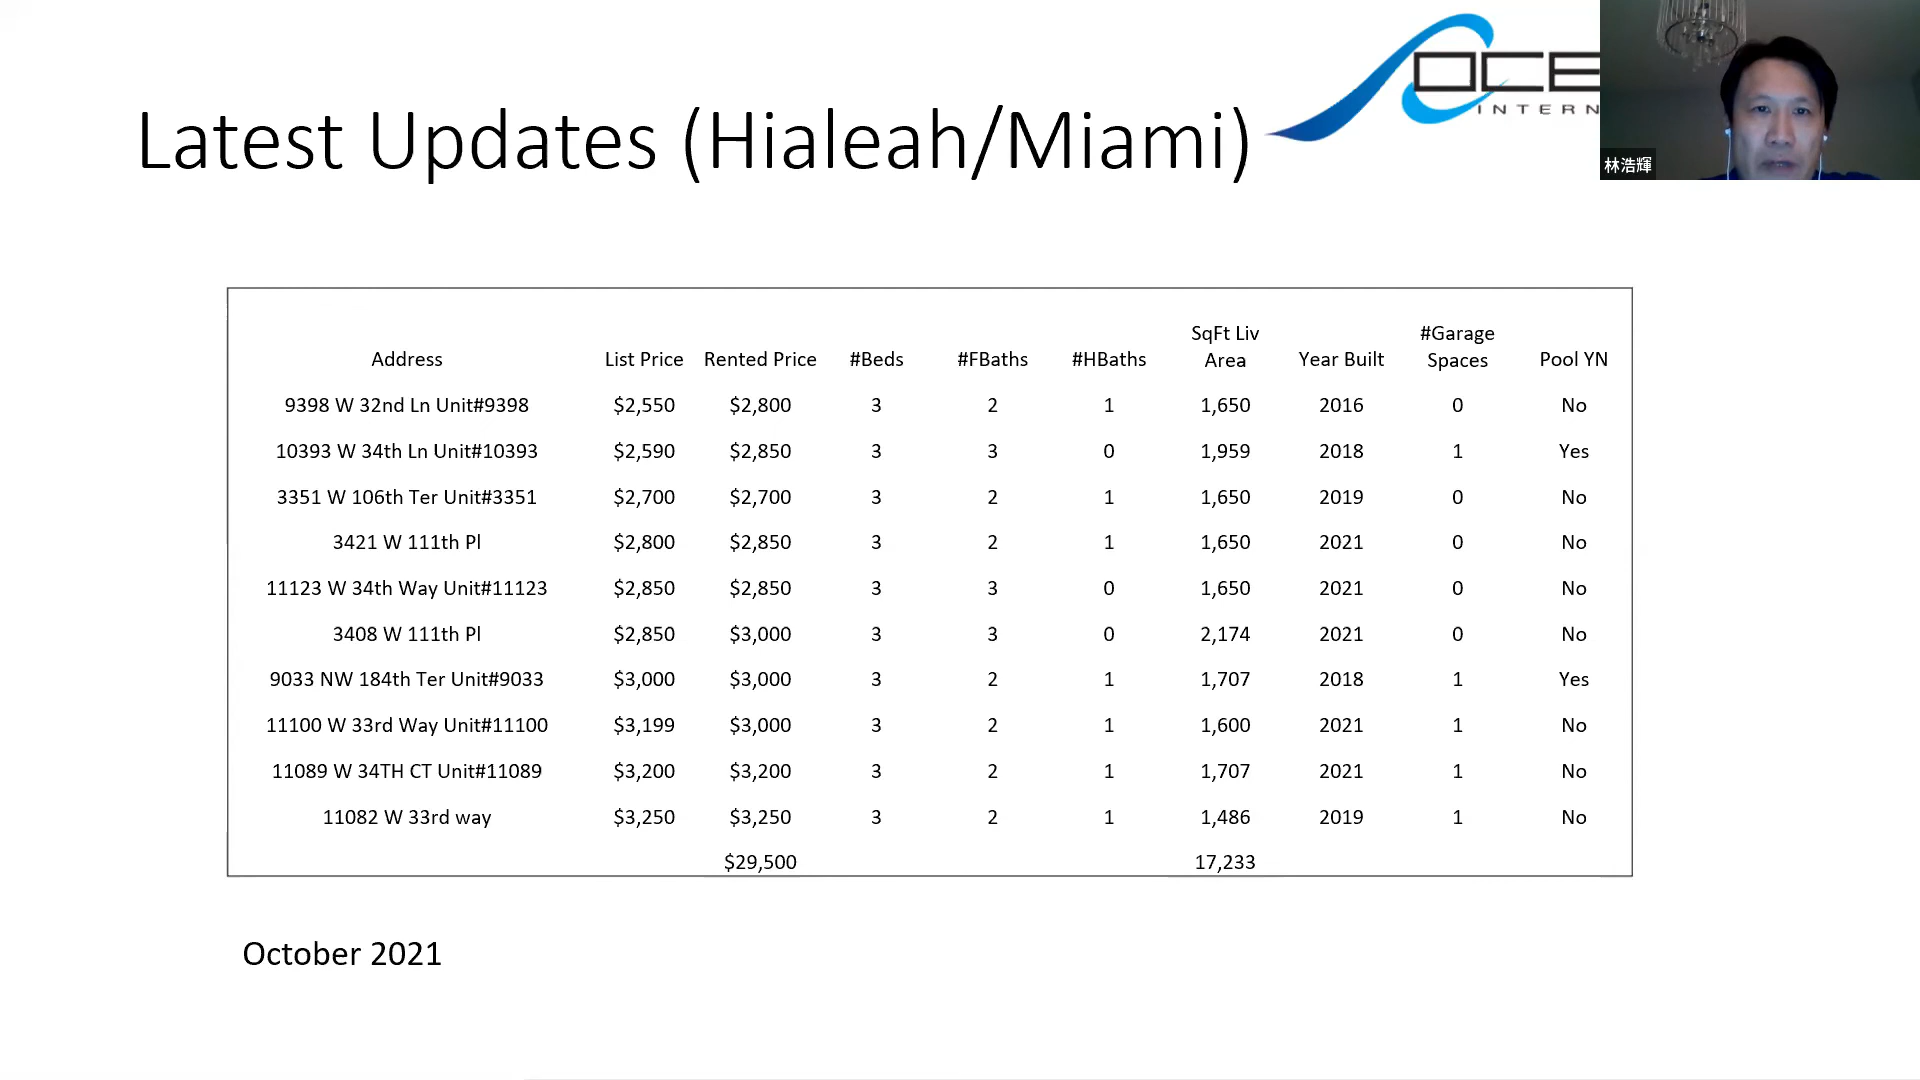 OCE
INTERN
林浩輝
Latest Updates (Hialeah/Miami)
Address List Price Rented Price #Beds #FBaths #HBaths SqFt Liv Area Year Built #Garage Spaces Pool YN
9398 W 32nd Ln Unit#9398 $2,550 $2,800 3 2 1 1,650 2016 0 No
10393 W 34th Ln Unit#10393 $2,590 $2,850 3 3 0 1,959 2018 1 Yes
3351 W 106th Ter Unit#3351 $2,700 $2,700 3 2 1 1,650 2019 0 No
3421 W 111th Pl $2,800 $2,850 3 2 1 1,650 2021 0 No
11123 W 34th Way Unit#11123 $2,850 $2,850 3 3 0 1,650 2021 0 No
3408 W 111th Pl $2,850 $3,000 3 3 0 2,174 2021 0 No
9033 NW 184th Ter Unit#9033 $3,000 $3,000 3 2 1 1,707 2018 1 Yes
11100 W 33rd Way Unit#11100 $3,199 $3,000 3 2 1 1,600 2021 1 No
11089 W 34TH CT Unit#11089 $3,200 $3,200 3 2 1 1,707 2021 1 No
11082 W 33rd way $3,250 $3,250 3 2 1 1,486 2019 1 No
$29,500 17,233
October 2021